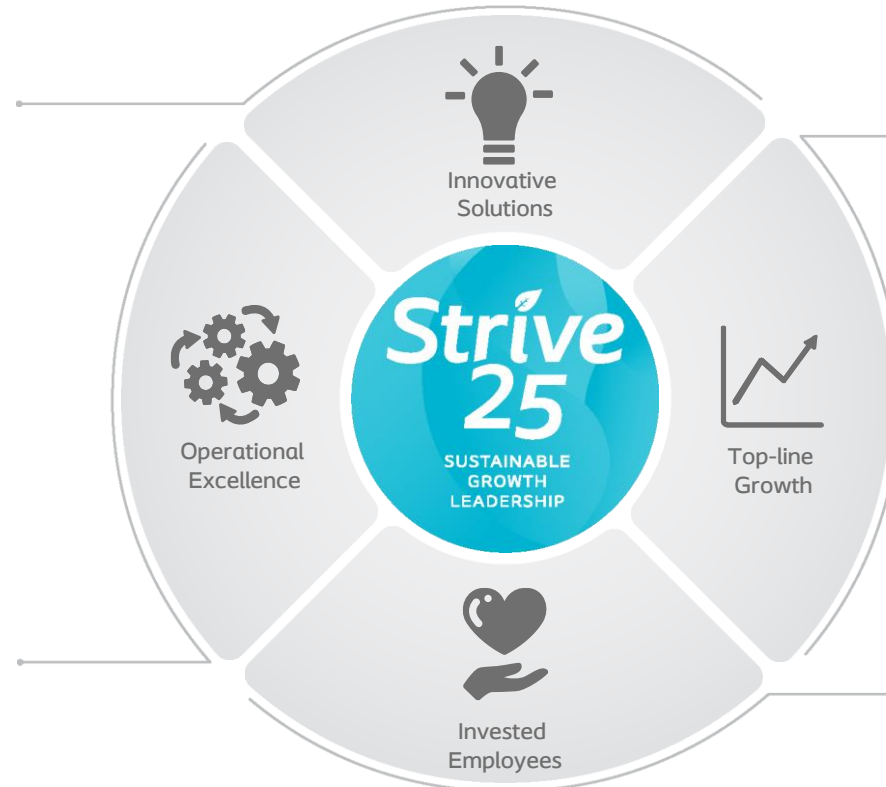 Innovative
Solutions
Strive
25
SUSTAINABLE
GROWTH
LEADERSHIP
Operational
Excellence
Top-line
Growth
Invested
Employees